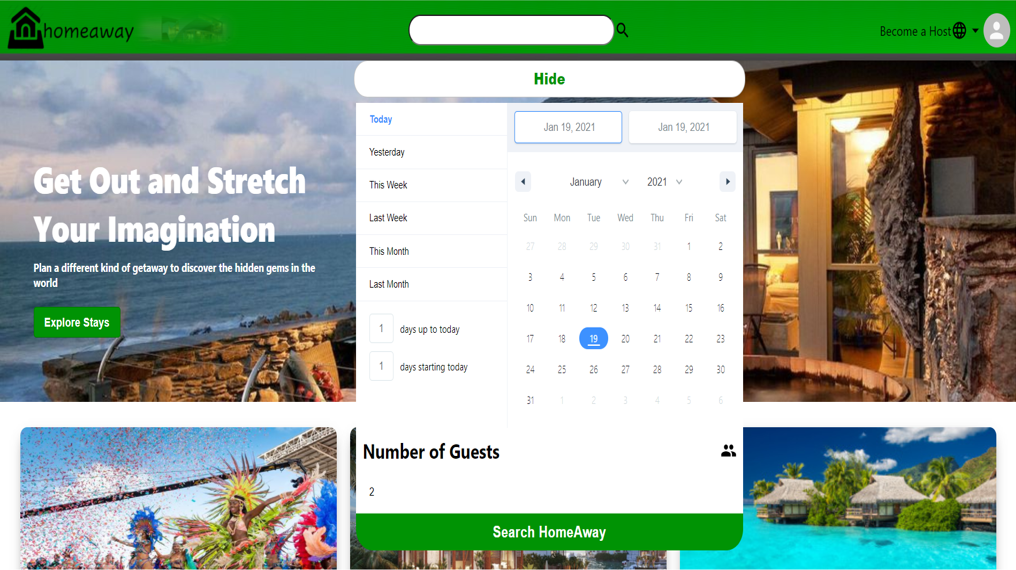 homeaway
Become a Host
Hide
Today
Yesterday
This Week
Last Week
This Month
Last Month
1 days up to today
1 days starting today
Jan 19, 2021 Jan 19, 2021
January 2021
Sun Mon Tue Wed Thu Fri Sat
27 28 29 30 31 1 2
3 4 5 6 7 8 9
10 11 12 13 14 15 16
17 18 19 20 21 22 23
24 25 26 27 28 29 30
31 1 2 3 4 5 6
Number of Guests
2
Search HomeAway
Get Out and Stretch
Your Imagination
Plan a different kind of getaway to discover the hidden gems in the
world
Explore Stays